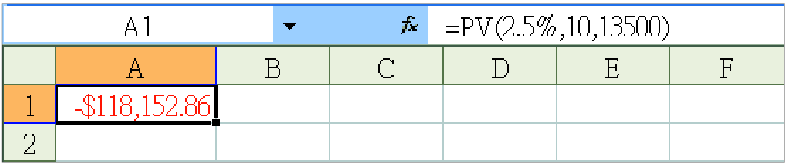 A1 fx =PV(2.5%,10,13500)
A B C D E F
1 -$118,152.86
2